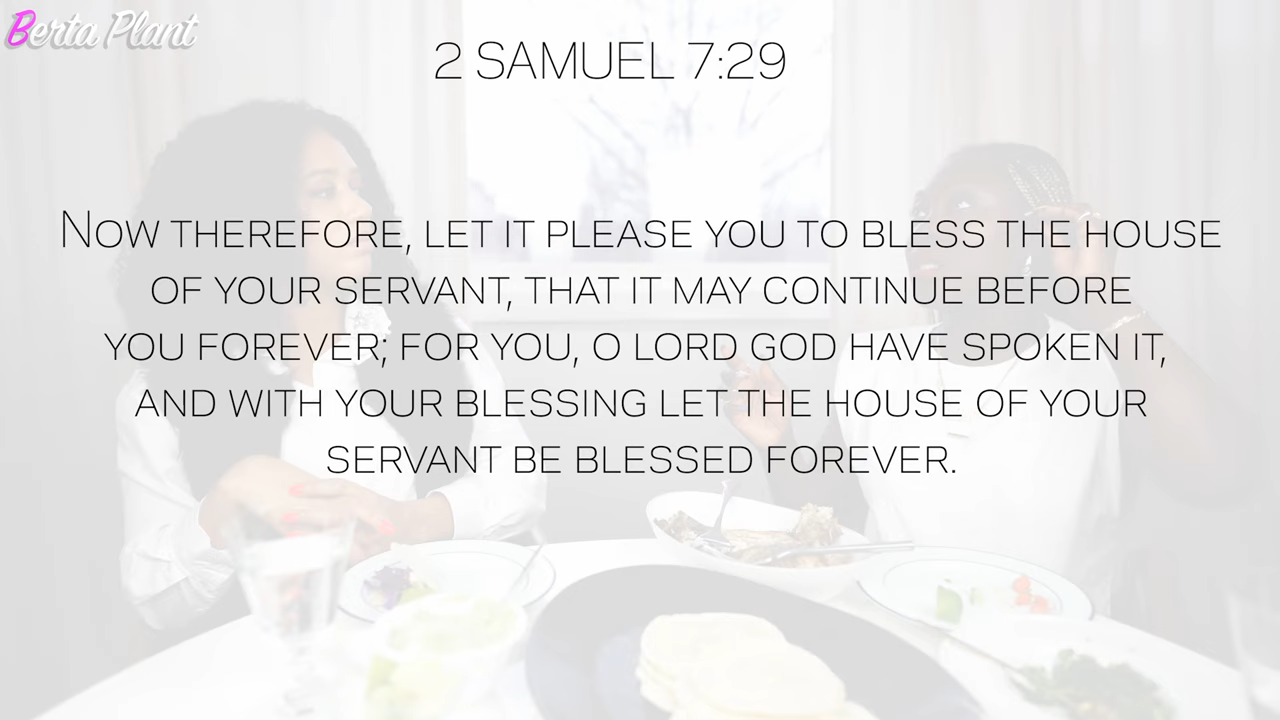 Berta Plant
2 SAMUEL 7:29
Now therefore, let it please you to bless the house
of your servant, that it may continue before
you forever; for you, o lord god have spoken it,
and with your blessing let the house of your
servant be blessed forever.